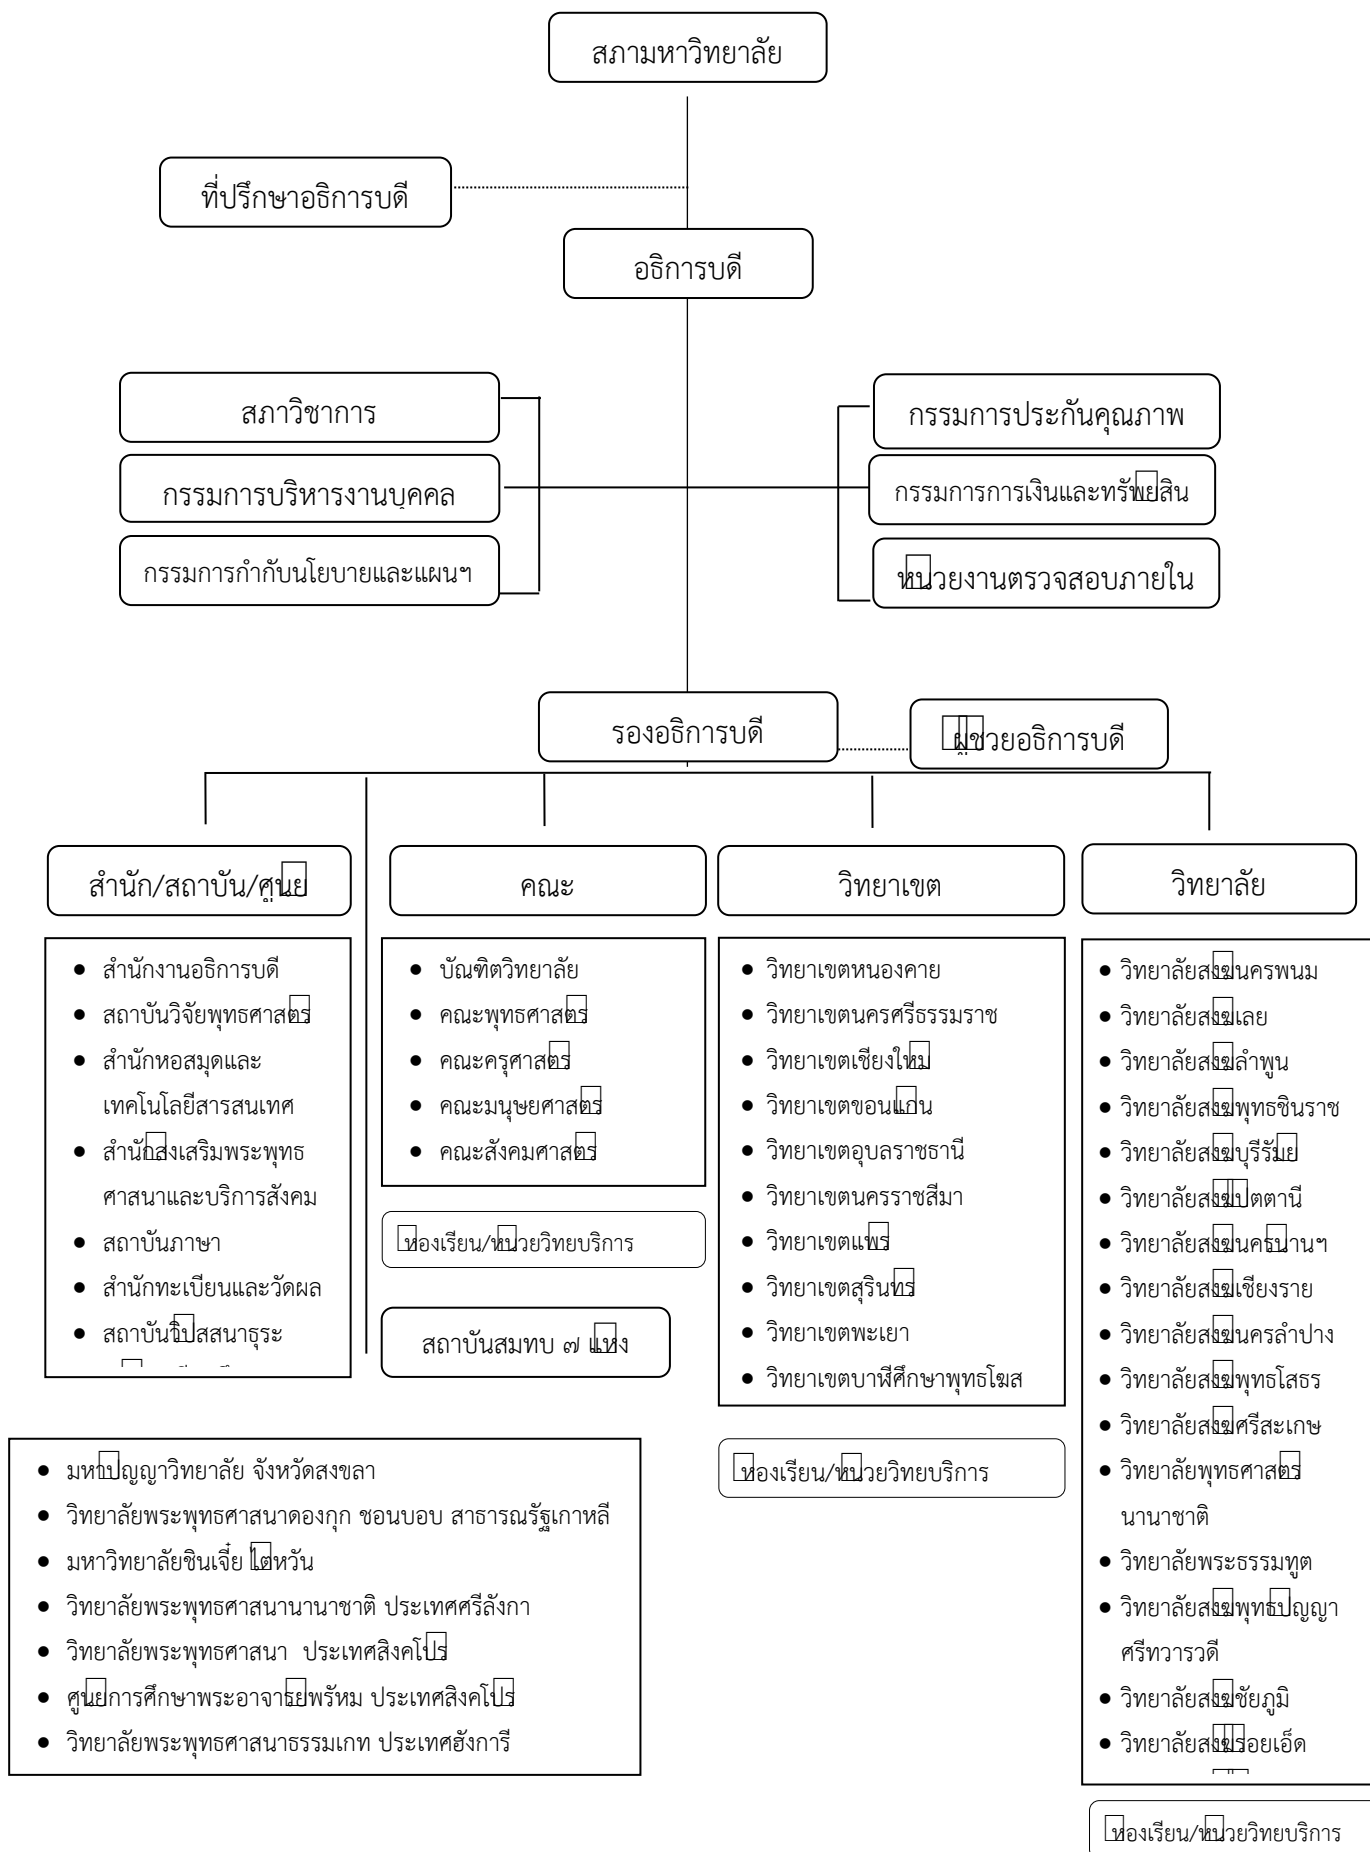 สภามหาวิทยาลัย
ที่ปรึกษาอธิการบดี
อธิการบดี
สภาวิชาการ
กรรมการบริหารงานบุคคล
กรรมการกำกับนโยบายและแผนฯ
กรรมการประกันคุณภาพ
กรรมการการเงินและทรัพยสิน
หนวยงานตรวจสอบภายใน
รองอธิการบดี
ผูชวยอธิการบดี
สำนัก/สถาบัน/ศูนย
• สำนักงานอธิการบดี
• สถาบันวิจัยพุทธศาสตร
• สำนักหอสมุดและ
เทคโนโลยีสารสนเทศ
• สำนักสงเสริมพระพุทธ
ศาสนาและบริการสังคม
• สถาบันภาษา
• สำนักทะเบียนและวัดผล
• สถาบันวิปสสนาธุระ
คณะ
• บัณฑิตวิทยาลัย
• คณะพุทธศาสตร
• คณะครุศาสตร
• คณะมนุษยศาสตร
• คณะสังคมศาสตร
หองเรียน/หนวยวิทยบริการ
สถาบันสมทบ ๗ แหง
• มหาปญญาวิทยาลัย จังหวัดสงขลา
• วิทยาลัยพระพุทธศาสนาดองกุก ชอนบอบ สาธารณรัฐเกาหลี
• มหาวิทยาลัยชินเจี๋ย ไตหวัน
• วิทยาลัยพระพุทธศาสนานานาชาติ ประเทศศรีลังกา
• วิทยาลัยพระพุทธศาสนา ประเทศสิงคโปร
• ศูนยการศึกษาพระอาจารยพรัหม ประเทศสิงคโปร
• วิทยาลัยพระพุทธศาสนาธรรมเกท ประเทศฮังการี
วิทยาเขต
• วิทยาเขตหนองคาย
• วิทยาเขตนครศรีธรรมราช
• วิทยาเขตเชียงใหม
• วิทยาเขตขอนแกน
• วิทยาเขตอุบลราชธานี
• วิทยาเขตนครราชสีมา
• วิทยาเขตแพร
• วิทยาเขตสุรินทร
• วิทยาเขตพะเยา
• วิทยาเขตบาฬีศึกษาพุทธโฆส
หองเรียน/หนวยวิทยบริการ
วิทยาลัย
• วิทยาลัยสงฆนครพนม
• วิทยาลัยสงฆเลย
• วิทยาลัยสงฆลำพูน
• วิทยาลัยสงฆพุทธชินราช
• วิทยาลัยสงฆบุรีรัมย
• วิทยาลัยสงฆปตตานี
• วิทยาลัยสงฆนครนานฯ
• วิทยาลัยสงฆเชียงราย
• วิทยาลัยสงฆนครลำปาง
• วิทยาลัยสงฆพุทธโสธร
• วิทยาลัยสงฆศรีสะเกษ
• วิทยาลัยพุทธศาสตร
นานาชาติ
• วิทยาลัยพระธรรมทูต
• วิทยาลัยสงฆพุทธปญญา
ศรีทวารวดี
• วิทยาลัยสงฆชัยภูมิ
• วิทยาลัยสงฆรอยเอ็ด
หองเรียน/หนวยวิทยบริการ